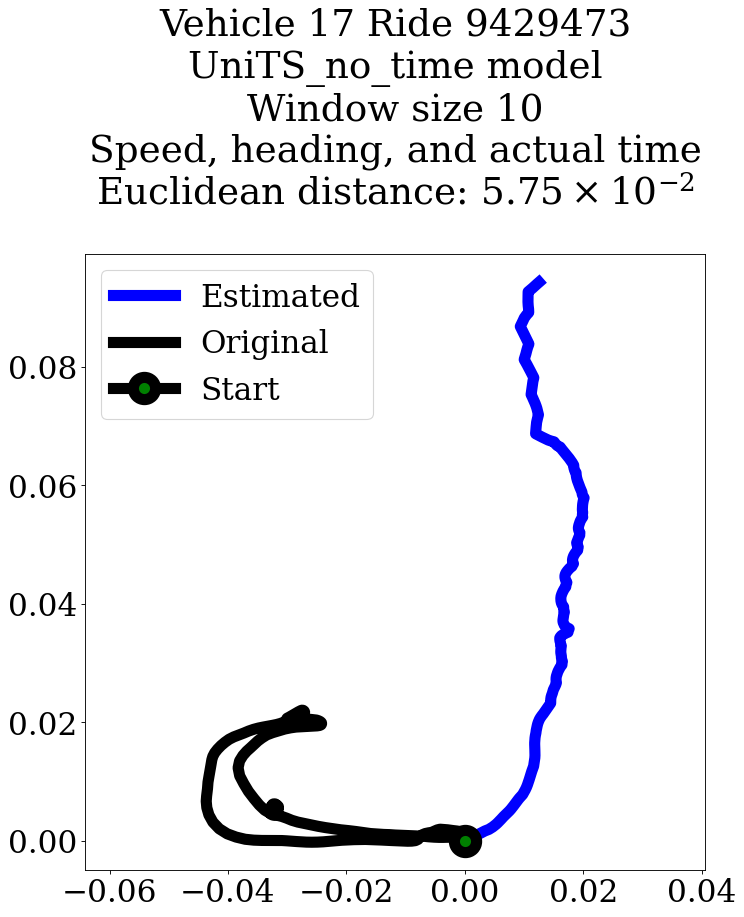 Vehicle 17 Ride 9429473
UniTS_no_time model
Window size 10
Speed, heading, and actual time
Euclidean distance: 5.75 × 10⁻²
Estimated
Original
Start
0.08
0.06
0.04
0.02
0.00
−0.06 −0.04 −0.02 0.00 0.02 0.04